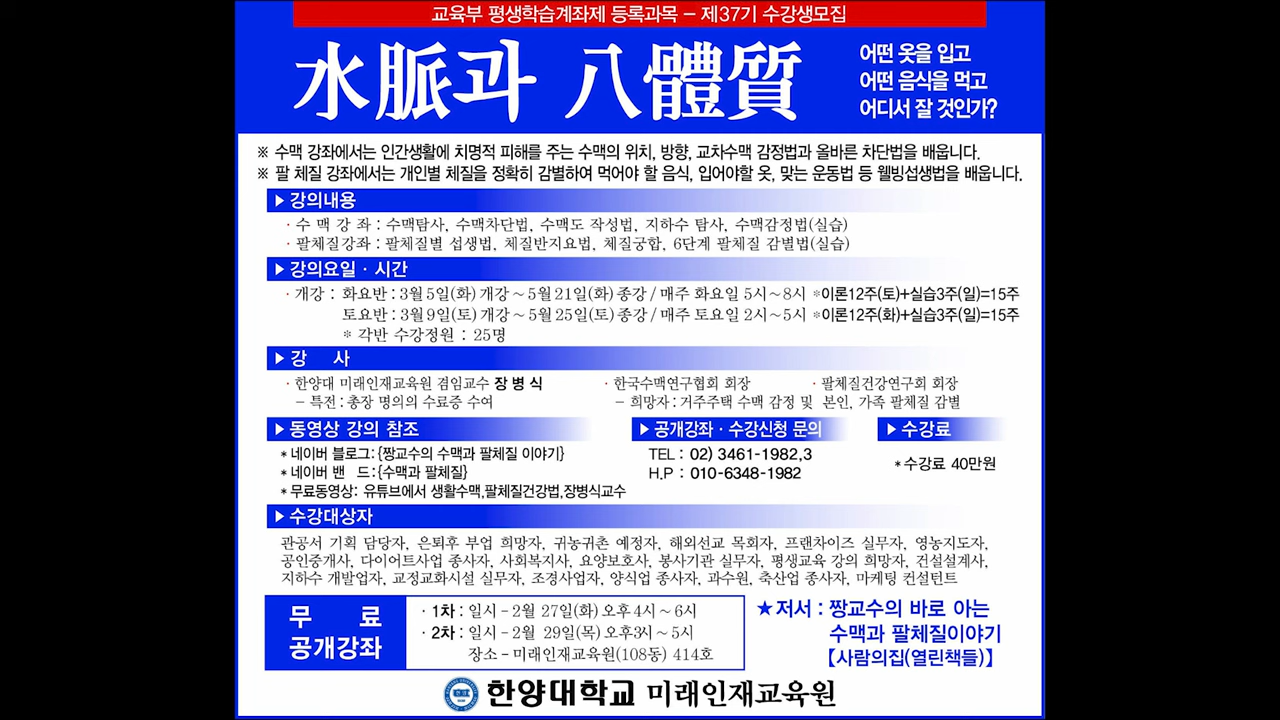 교육부 평생학습계좌제 등록과목 – 제37기 수강생모집
水脈과 八體質
어떤 옷을 입고
어떤 음식을 먹고
어디서 잘 것인가?
※ 수맥 강좌에서는 인간생활에 치명적 피해를 주는 수맥의 위치, 방향, 교차수맥 감정법과 올바른 차단법을 배웁니다.
※ 팔 체질 강좌에서는 개인별 체질을 정확히 감별하여 먹어야 할 음식, 입어야할 옷, 맞는 운동법 등 웰빙섭생법을 배웁니다.
▶ 강의내용
· 수 맥 강 좌 : 수맥탐사, 수맥차단법, 수맥도 작성법, 지하수 탐사, 수맥감정법(실습)
· 팔체질강좌 : 팔체질별 섭생법, 체질반지요법, 체질궁합, 6단계 팔체질 감별법(실습)
▶ 강의요일 · 시간
· 개강 : 화요반 : 3월 5일(화) 개강 ~ 5월 21일(화) 종강 / 매주 화요일 5시~8시 *이론12주(토)+실습3주(일)=15주
토요반 : 3월 9일(토) 개강 ~ 5월 25일(토) 종강 / 매주 토요일 2시~5시 *이론12주(화)+실습3주(일)=15주
* 각반 수강정원 : 25명
▶ 강 사
· 한양대 미래인재교육원 겸임교수 장 병 식 · 한국수맥연구협회 회장 · 팔체질건강연구회 회장
– 특전 : 총장 명의의 수료증 수여 – 희망자 : 거주주택 수맥 감정 및 본인, 가족 팔체질 감별
▶ 동영상 강의 참조
* 네이버 블로그:{짱교수의 수맥과 팔체질 이야기}
* 네이버 밴 드:{수맥과 팔체질}
* 무료동영상: 유튜브에서 생활수맥,팔체질건강법,장병식교수
▶ 공개강좌 · 수강신청 문의
TEL : 02) 3461-1982,3
H.P : 010-6348-1982
▶ 수강료
* 수강료 40만원
▶ 수강대상자
관공서 기획 담당자, 은퇴후 부업 희망자, 귀농귀촌 예정자, 해외선교 목회자, 프랜차이즈 실무자, 영농지도자,
공인중개사, 다이어트사업 종사자, 사회복지사, 요양보호사, 봉사기관 실무자, 평생교육 강의 희망자, 건설설계사,
지하수 개발업자, 교정교화시설 실무자, 조경사업자, 양식업 종사자, 과수원, 축산업 종사자, 마케팅 컨설턴트
무 료
공개강좌
· 1차 : 일시 – 2월 27일(화) 오후 4시 ~ 6시
· 2차 : 일시 – 2월 29일(목) 오후3시 ~ 5시
장소 – 미래인재교육원(108동) 414호
★저서 : 짱교수의 바로 아는
수맥과 팔체질이야기
【사람의집(열린책들)】
한양대학교 미래인재교육원